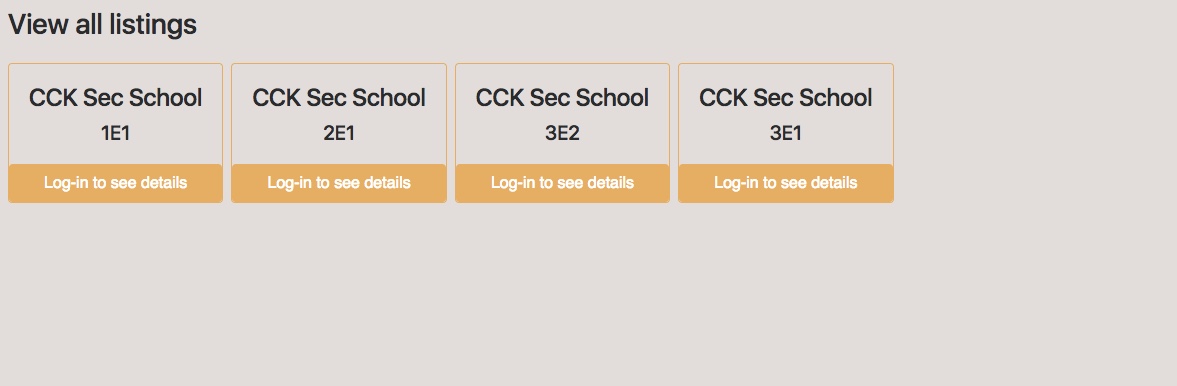 View all listings
CCK Sec School
1E1
Log-in to see details
CCK Sec School
2E1
Log-in to see details
CCK Sec School
3E2
Log-in to see details
CCK Sec School
3E1
Log-in to see details